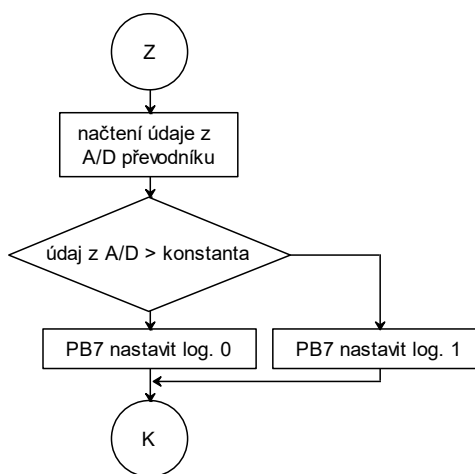 Z
načtení údaje z
A/D převodníku
údaj z A/D > konstanta
PB7 nastavit log. 0
PB7 nastavit log. 1
K